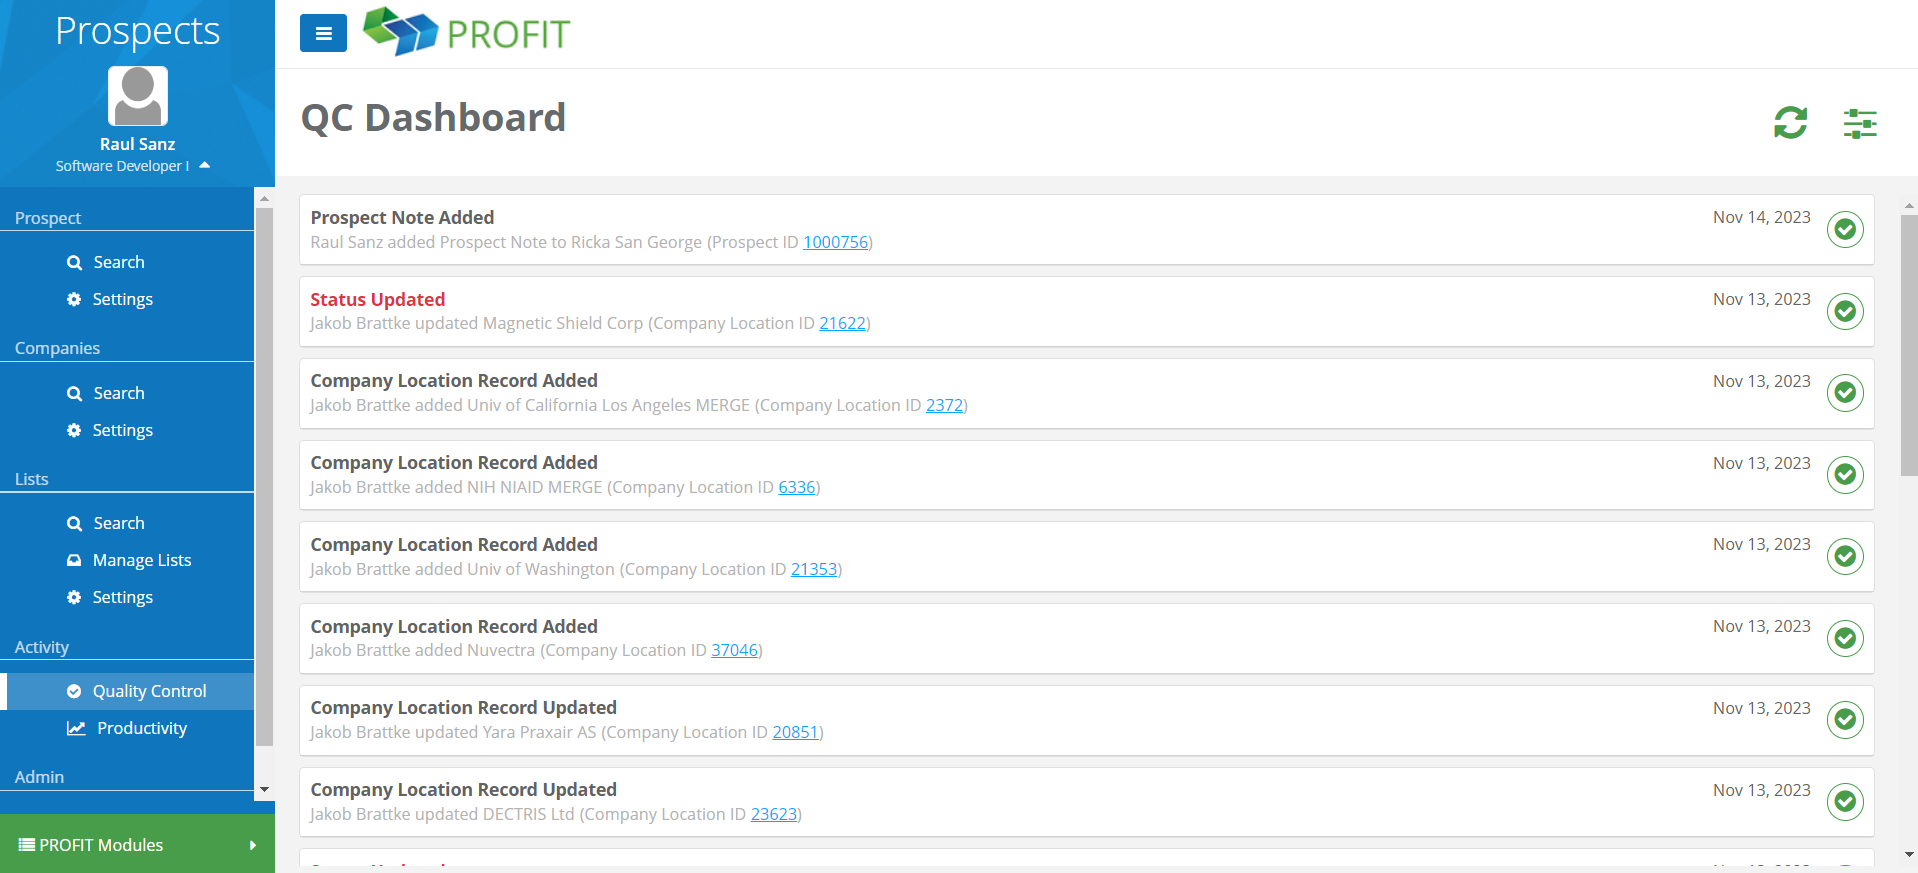 Prospects
Raul Sanz
Software Developer I
Prospect
Search
Settings
Companies
Search
Settings
Lists
Search
Manage Lists
Settings
Activity
Quality Control
Productivity
Admin
PROFIT Modules
PROFIT
QC Dashboard
Prospect Note Added
Nov 14, 2023
Raul Sanz added Prospect Note to Ricka San George (Prospect ID 1000756)
Status Updated
Nov 13, 2023
Jakob Brattke updated Magnetic Shield Corp (Company Location ID 21622)
Company Location Record Added
Nov 13, 2023
Jakob Brattke added Univ of California Los Angeles MERGE (Company Location ID 2372)
Company Location Record Added
Nov 13, 2023
Jakob Brattke added NIH NIAID MERGE (Company Location ID 6336)
Company Location Record Added
Nov 13, 2023
Jakob Brattke added Univ of Washington (Company Location ID 21353)
Company Location Record Added
Nov 13, 2023
Jakob Brattke added Nuvectra (Company Location ID 37046)
Company Location Record Updated
Nov 13, 2023
Jakob Brattke updated Yara Praxair AS (Company Location ID 20851)
Company Location Record Updated
Nov 13, 2023
Jakob Brattke updated DECTRIS Ltd (Company Location ID 23623)